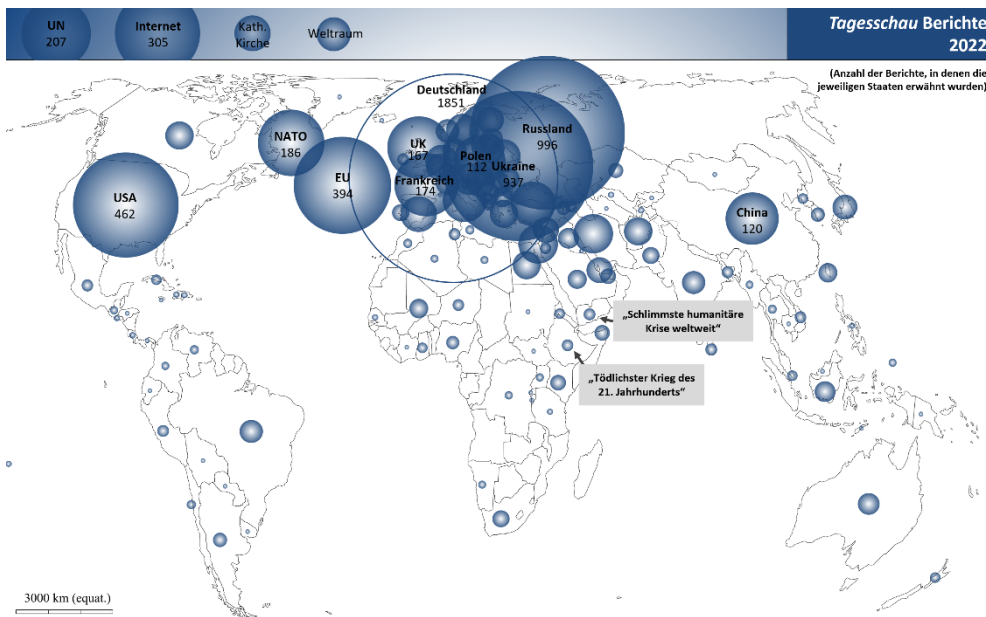 UN
207
Internet
305
Kath.
Kirche
Weltraum
Tagesschau Berichte
2022
(Anzahl der Berichte, in denen die
jeweiligen Staaten erwähnt wurden)
Deutschland
1851
NATO
186
UK
167
Russland
996
Polen
112
Ukraine
937
EU
394
Frankreich
174
USA
462
China
120
„Schlimmste humanitäre
Krise weltweit“
„Tödlichster Krieg des
21. Jahrhunderts“
3000 km (equat.)